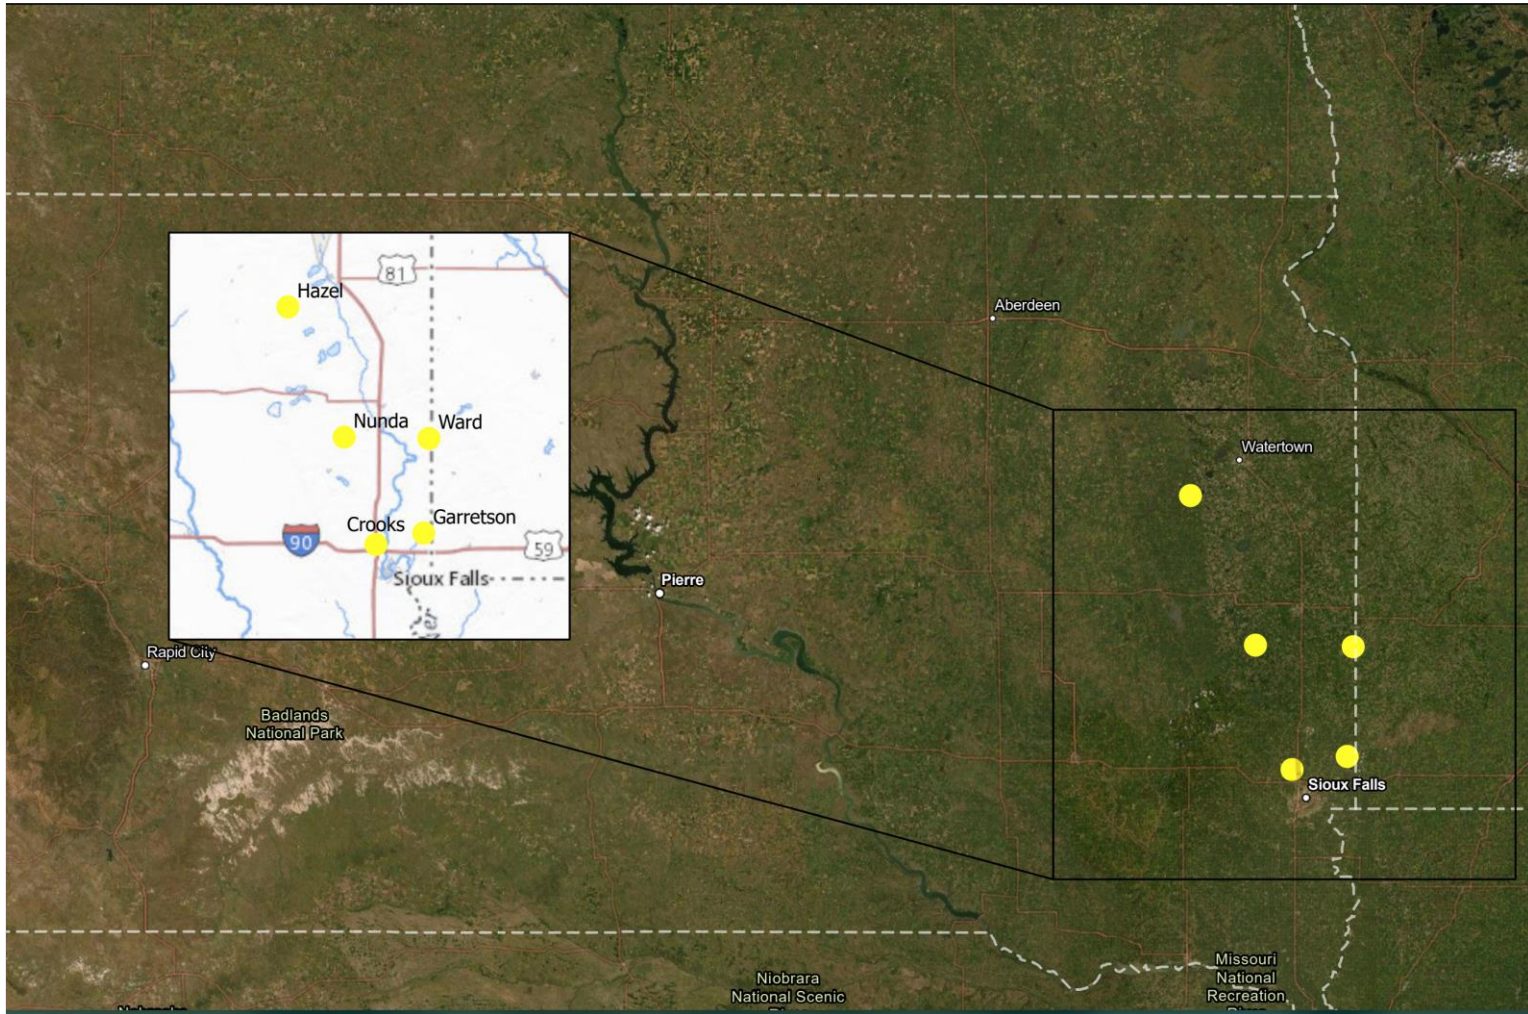 81
Hazel
Aberdeen
Nunda
Ward
Watertown
Crooks
Garretson
90
59
Sioux Falls
Pierre
Rapid City
Badlands
National Park
Sioux Falls
Niobrara
National Scenic
Missouri
National
Recreation